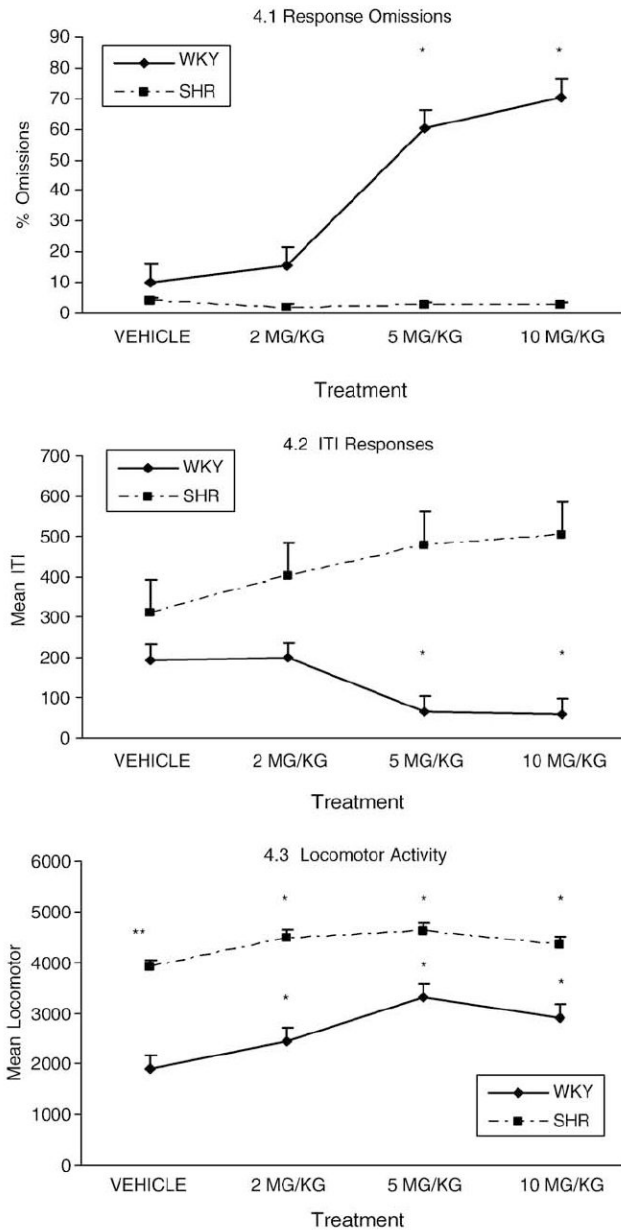 4.1 Response Omissions
90
80
70
60
50
40
30
20
10
0
% Omissions
WKY
SHR
*
*
VEHICLE 2 MG/KG 5 MG/KG 10 MG/KG
Treatment
4.2 ITI Responses
700
600
500
400
300
200
100
0
Mean ITI
WKY
SHR
*
*
VEHICLE 2 MG/KG 5 MG/KG 10 MG/KG
Treatment
4.3 Locomotor Activity
6000
5000
4000
3000
2000
1000
0
Mean Locomotor
** * * *
* * *
WKY
SHR
VEHICLE 2 MG/KG 5 MG/KG 10 MG/KG
Treatment